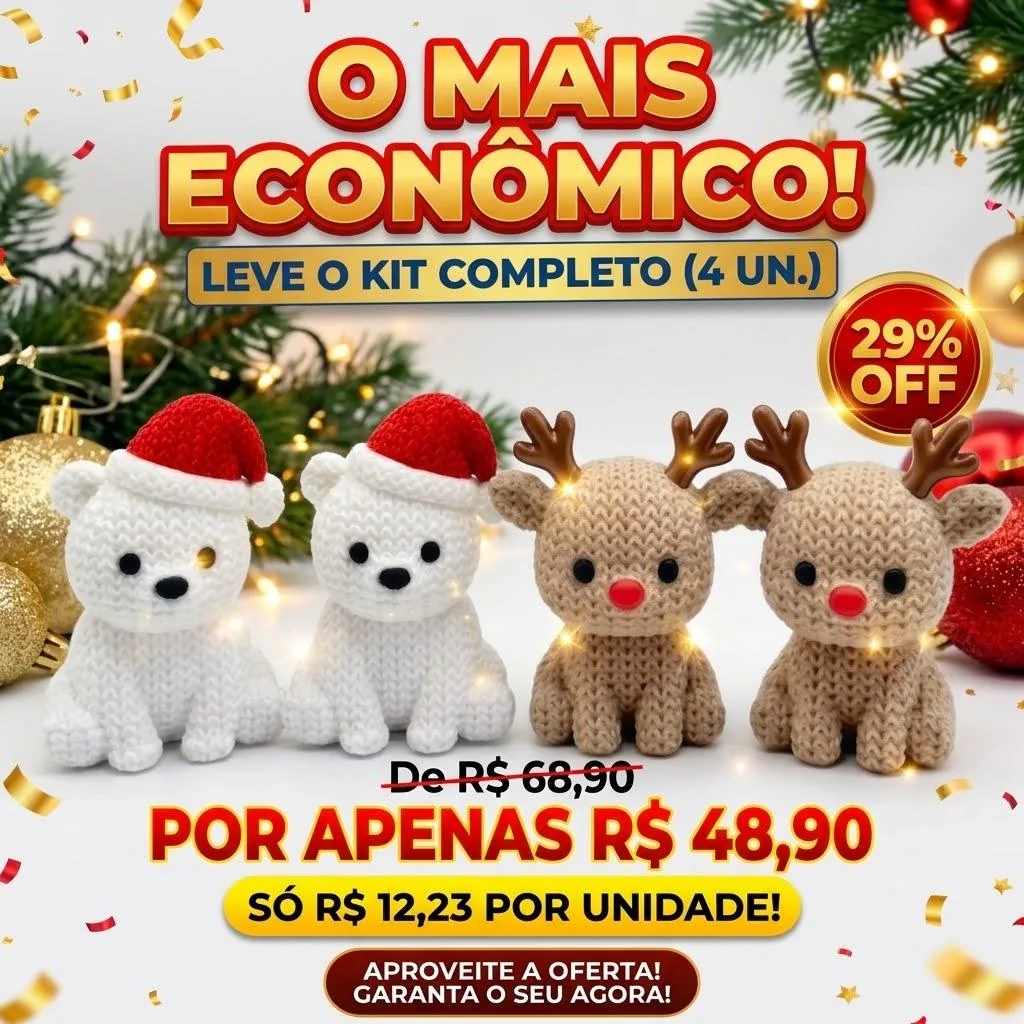 O MAIS
ECONÔMICO!
LEVE O KIT COMPLETO (4 UN.)
29%
OFF
De R$ 68,90
POR APENAS R$ 48,90
SÓ R$ 12,23 POR UNIDADE!
APROVEITE A OFERTA!
GARANTA O SEU AGORA!